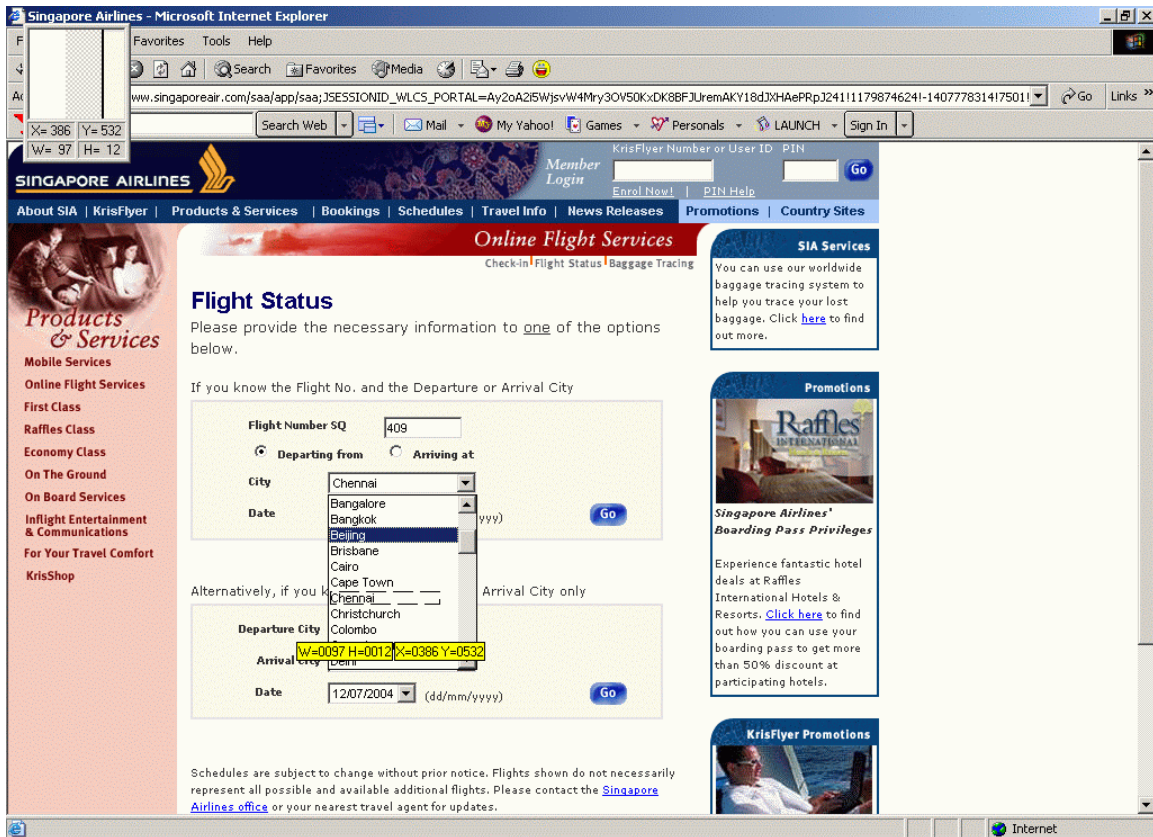 Singapore Airlines - Microsoft Internet Explorer
F Favorites Tools Help
Search Favorites Media
www.singaporeair.com/saa/app/saa;JSESSIONID_WLCS_PORTAL=Ay2oA2i5WjsvW4Mry3OV50KxDK8BFJUremAKY18dJXHAePRpJ241!1179874624!-1407778314!7501! Go Links »
X= 386 Y= 532
W= 97 H= 12
Search Web Mail My Yahoo! Games Personals LAUNCH Sign In
SINGAPORE AIRLINES
Member Login
KrisFlyer Number or User ID PIN
Go
Enrol Now! | PIN Help
About SIA | KrisFlyer | Products & Services | Bookings | Schedules | Travel Info | News Releases Promotions | Country Sites
Products
& Services
Mobile Services
Online Flight Services
First Class
Raffles Class
Economy Class
On The Ground
On Board Services
Inflight Entertainment
& Communications
For Your Travel Comfort
KrisShop
Online Flight Services
Check-in Flight Status Baggage Tracing
Flight Status
Please provide the necessary information to one of the options
below.
If you know the Flight No. and the Departure or Arrival City
Flight Number SQ 409
Departing from Arriving at
City Chennai
Date yyy) Go
Bangalore
Bangkok
Beijing
Brisbane
Cairo
Cape Town
Chennai
Christchurch
Colombo
Delhi
W=0097 H=0012 X=0386 Y=0532
Alternatively, if you k Arrival City only
Departure City
Arrival City
Date 12/07/2004 (dd/mm/yyyy) Go
Schedules are subject to change without prior notice. Flights shown do not necessarily
represent all possible and available additional flights. Please contact the Singapore
Airlines office or your nearest travel agent for updates.
SIA Services
You can use our worldwide
baggage tracing system to
help you trace your lost
baggage. Click here to find
out more.
Promotions
Raffles
INTERNATIONAL
Singapore Airlines'
Boarding Pass Privileges
Experience fantastic hotel
deals at Raffles
International Hotels &
Resorts. Click here to find
out how you can use your
boarding pass to get more
than 50% discount at
participating hotels.
KrisFlyer Promotions
Internet